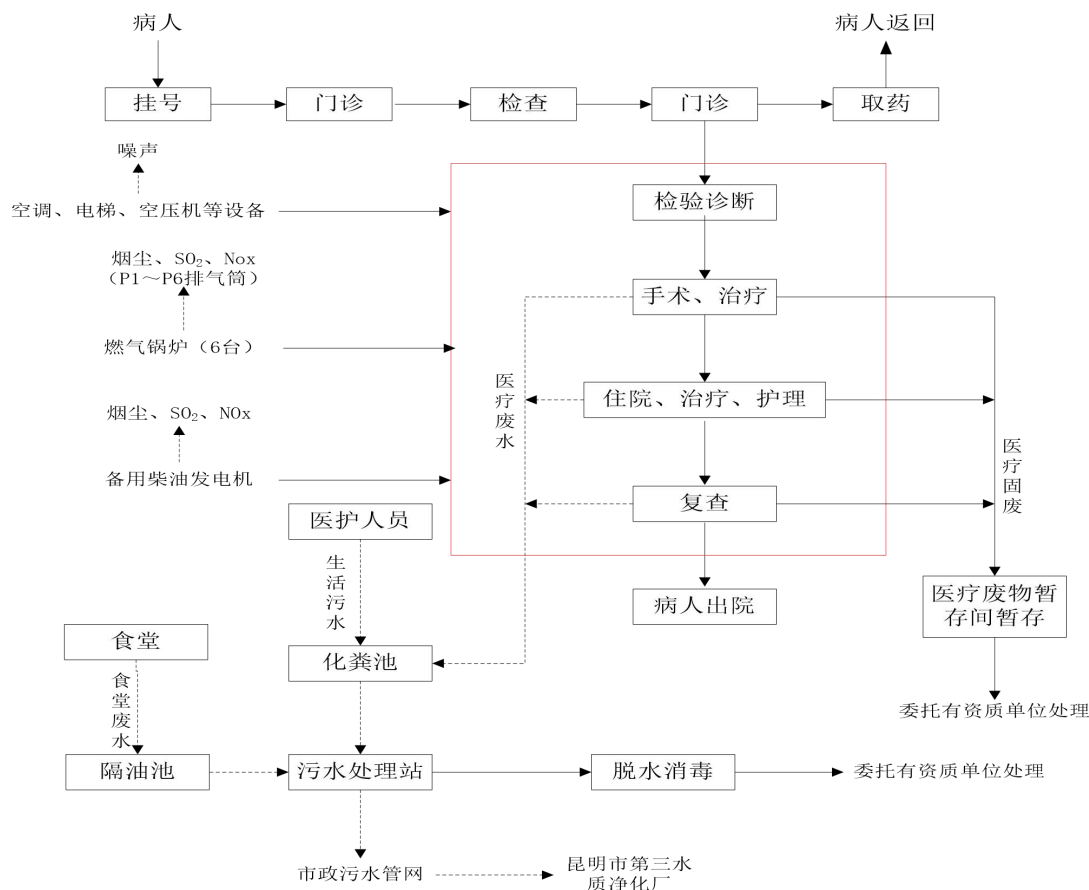 病人
病人返回
挂号
门诊
检查
门诊
取药
噪声
空调、电梯、空压机等设备
检验诊断
烟尘、SO₂、Nox
（P1～P6排气筒）
手术、治疗
燃气锅炉（6台）
医疗废水
住院、治疗、护理
烟尘、SO₂、NOx
医疗固废
备用柴油发电机
复查
医护人员
生活污水
病人出院
医疗废物暂
存间暂存
食堂
化粪池
食堂废水
委托有资质单位处理
隔油池
污水处理站
脱水消毒
委托有资质单位处理
市政污水管网
昆明市第三水
质净化厂